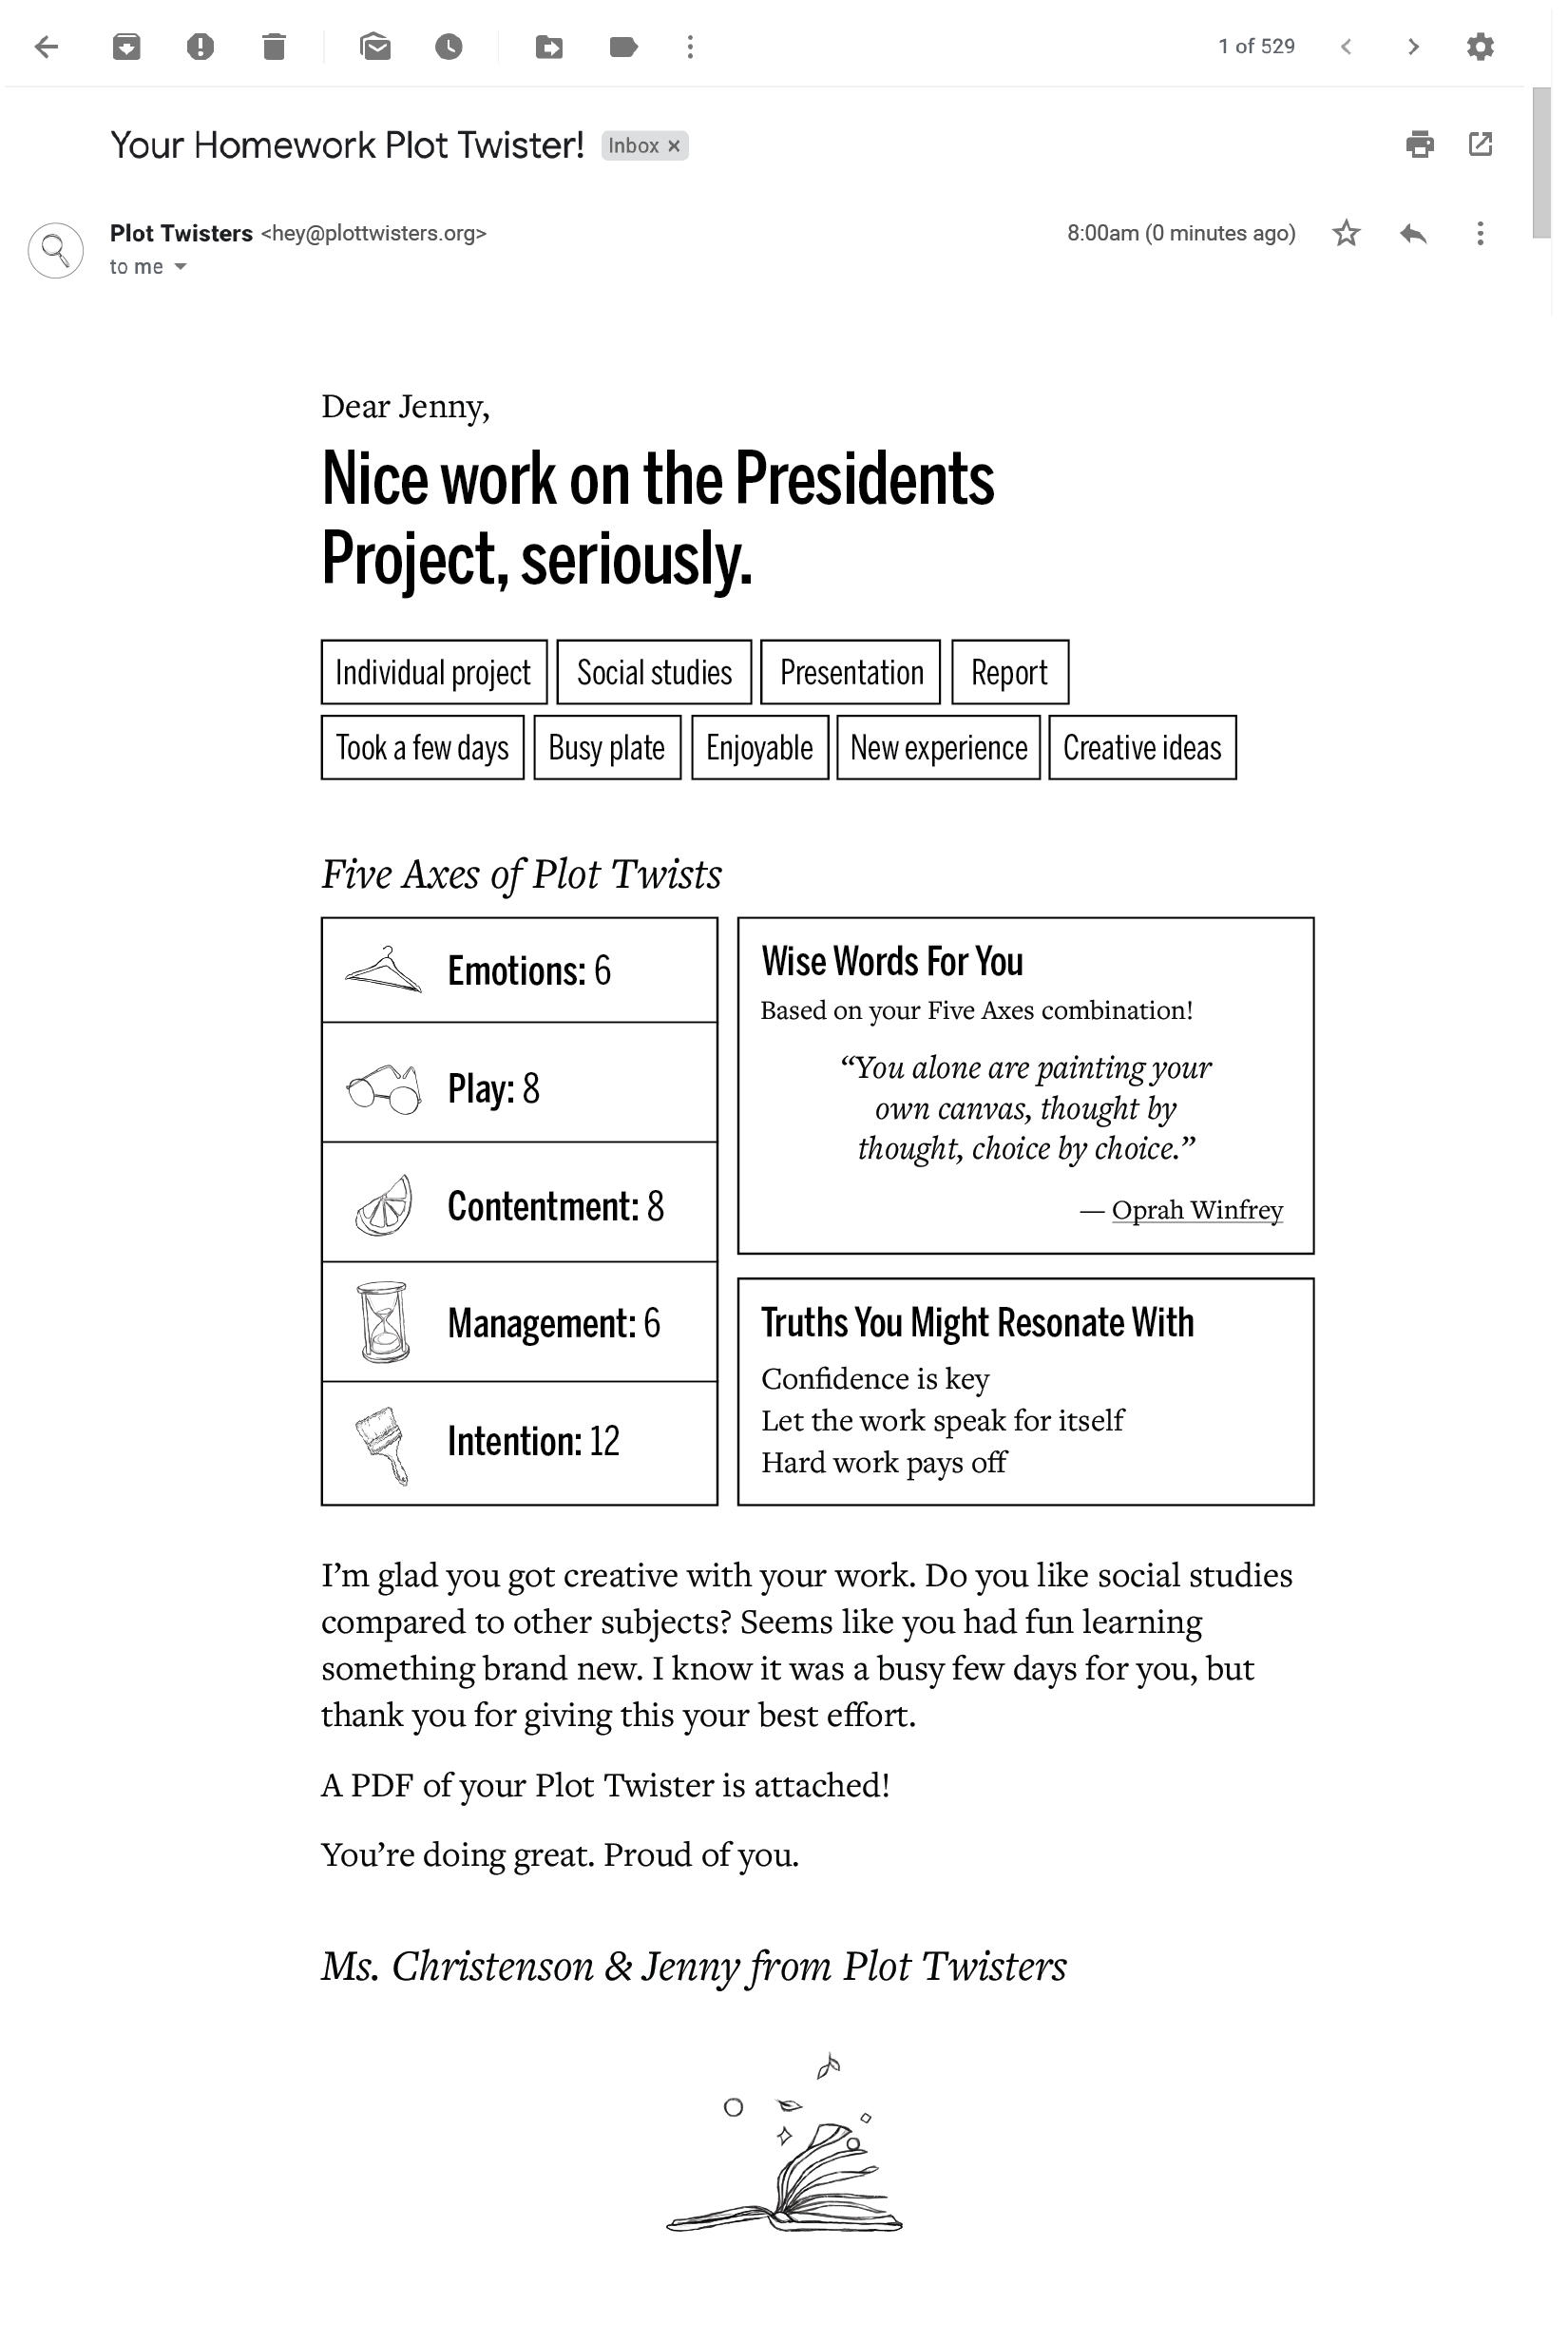 1 of 529
Your Homework Plot Twister! Inbox ×
Plot Twisters <hey@plottwisters.org> 8:00am (0 minutes ago)
to me
Dear Jenny,
Nice work on the Presidents
Project, seriously.
Individual project Social studies Presentation Report
Took a few days Busy plate Enjoyable New experience Creative ideas
Five Axes of Plot Twists
Emotions: 6
Play: 8
Contentment: 8
Management: 6
Intention: 12
Wise Words For You
Based on your Five Axes combination!
“You alone are painting your
own canvas, thought by
thought, choice by choice.”
— Oprah Winfrey
Truths You Might Resonate With
Confidence is key
Let the work speak for itself
Hard work pays off
I’m glad you got creative with your work. Do you like social studies
compared to other subjects? Seems like you had fun learning
something brand new. I know it was a busy few days for you, but
thank you for giving this your best effort.
A PDF of your Plot Twister is attached!
You’re doing great. Proud of you.
Ms. Christenson & Jenny from Plot Twisters